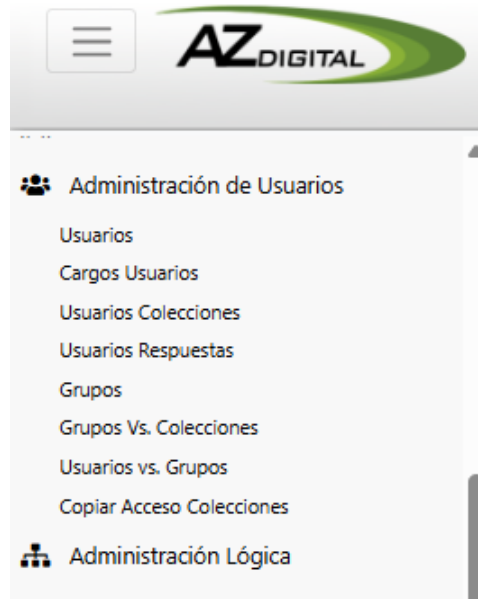 AZDIGITAL
Administración de Usuarios
Usuarios
Cargos Usuarios
Usuarios Colecciones
Usuarios Respuestas
Grupos
Grupos Vs. Colecciones
Usuarios vs. Grupos
Copiar Acceso Colecciones
Administración Lógica